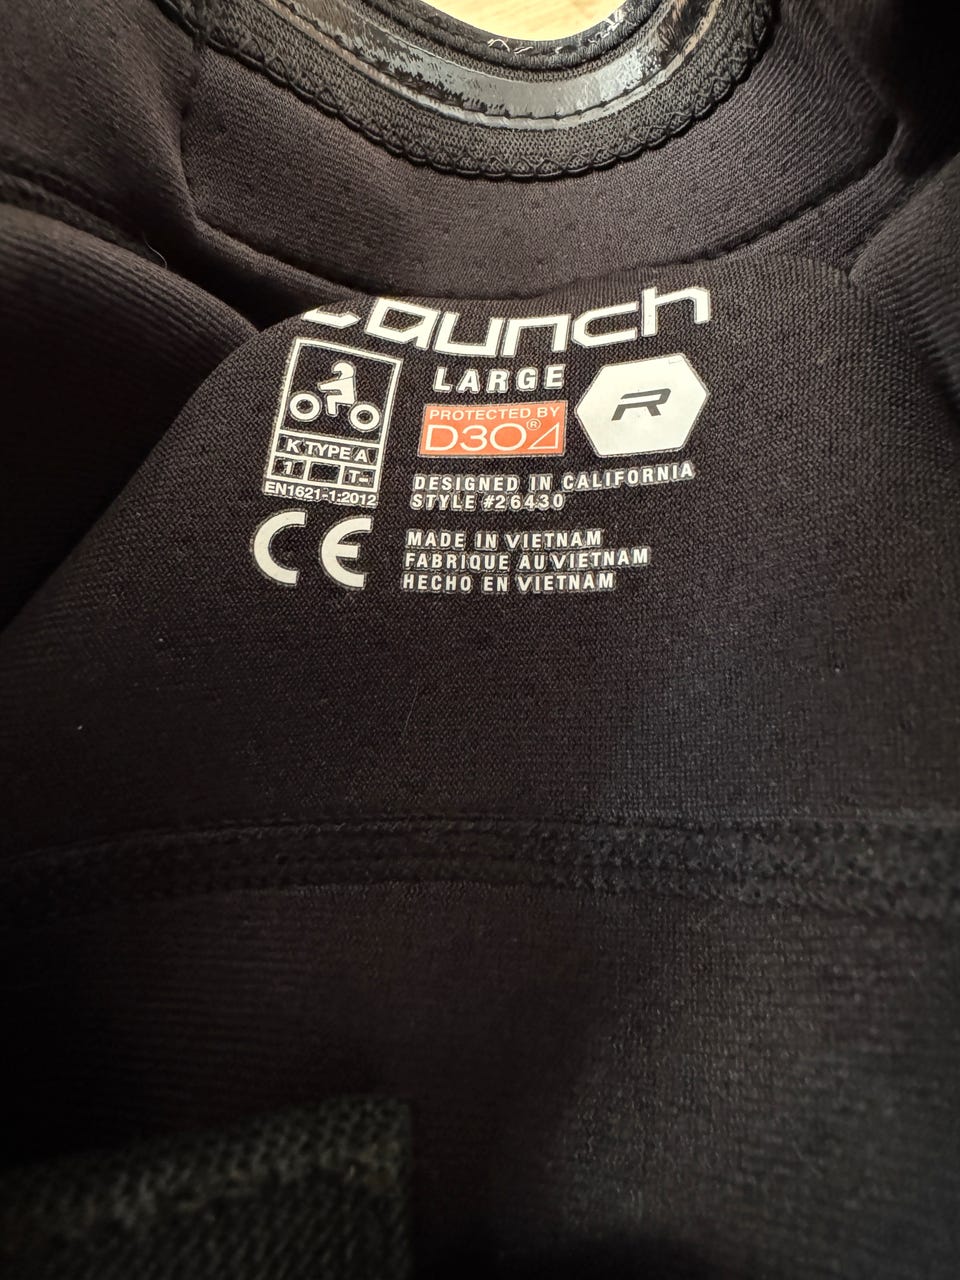 Launch
LARGE
PROTECTED BY
D3O®
R
K TYPE A
1 T-
EN1621-1:2012
CE
DESIGNED IN CALIFORNIA
STYLE #26430
MADE IN VIETNAM
FABRIQUE AU VIETNAM
HECHO EN VIETNAM